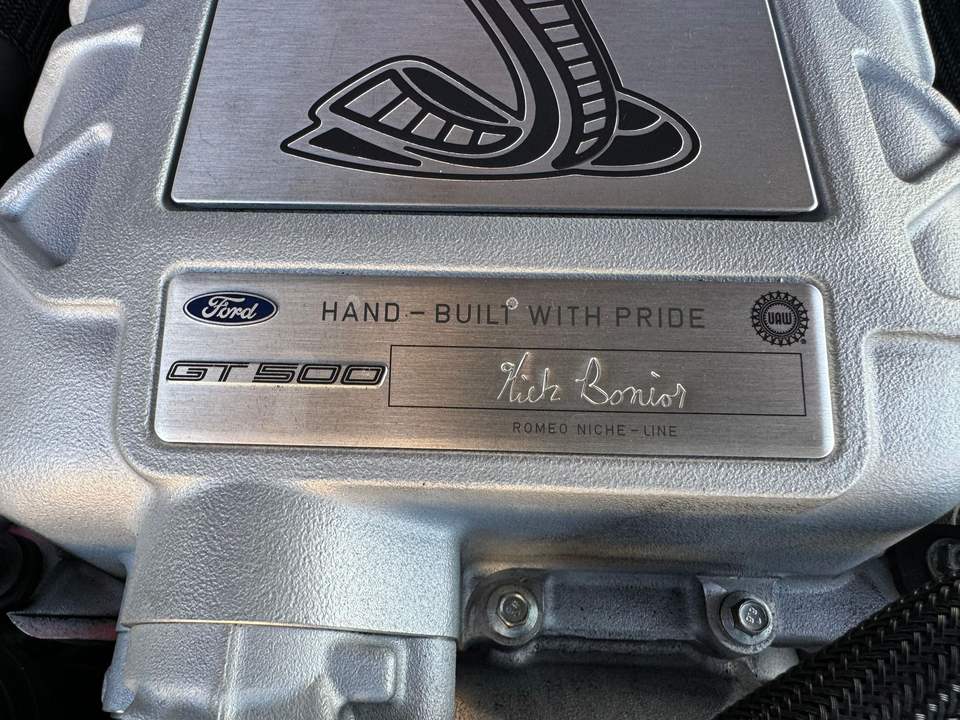 Ford
HAND-BUILT WITH PRIDE
UAW
GT500
Nick Bonior
ROMEO NICHE-LINE